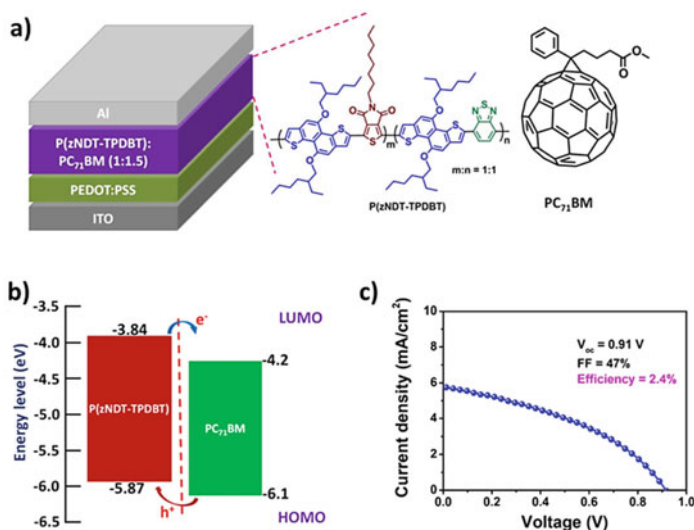 a)
Al
P(zNDT-TPDBT):
PC71BM (1:1.5)
PEDOT:PSS
ITO
O
N
O
O
S
S
S
O
m
O
S
S
O
N
S
N
n
m:n = 1:1
P(zNDT-TPDBT)
O
O
PC71BM
b)
Energy level (eV)
-3.5
-4.0
-4.5
-5.0
-5.5
-6.0
-6.5
-3.84
P(zNDT-TPDBT)
-5.87
e-
h+
LUMO
-4.2
PC71BM
-6.1
HOMO
c)
Current density (mA/cm2)
10
8
6
4
2
0
Voc = 0.91 V
FF = 47%
Efficiency = 2.4%
0.0 0.2 0.4 0.6 0.8 1.0
Voltage (V)